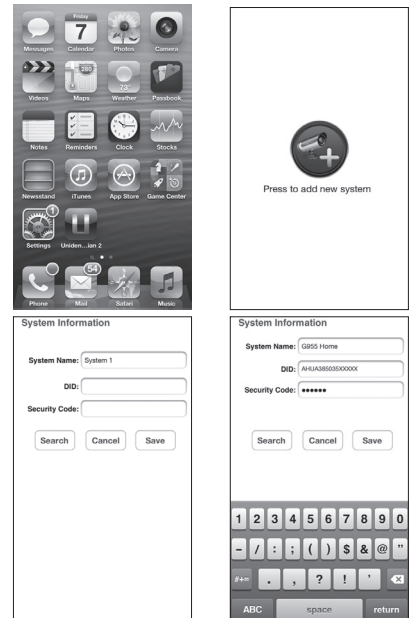 Friday
7
Messages Calendar Photos Camera
280
73°
Videos Maps Weather Passbook
Notes Reminders Clock Stocks
Newsstand iTunes App Store Game Center
1
Settings Uniden...ian 2
54
Phone Mail Safari Music
Press to add new system
System Information
System Name: System 1
DID:
Security Code:
Search Cancel Save
System Information
System Name: G955 Home
DID: AHUA385035XXXXX
Security Code: ●●●●●●
Search Cancel Save
1 2 3 4 5 6 7 8 9 0
- / : ; ( ) $ & @ "
#+= . , ? ! '
ABC space return